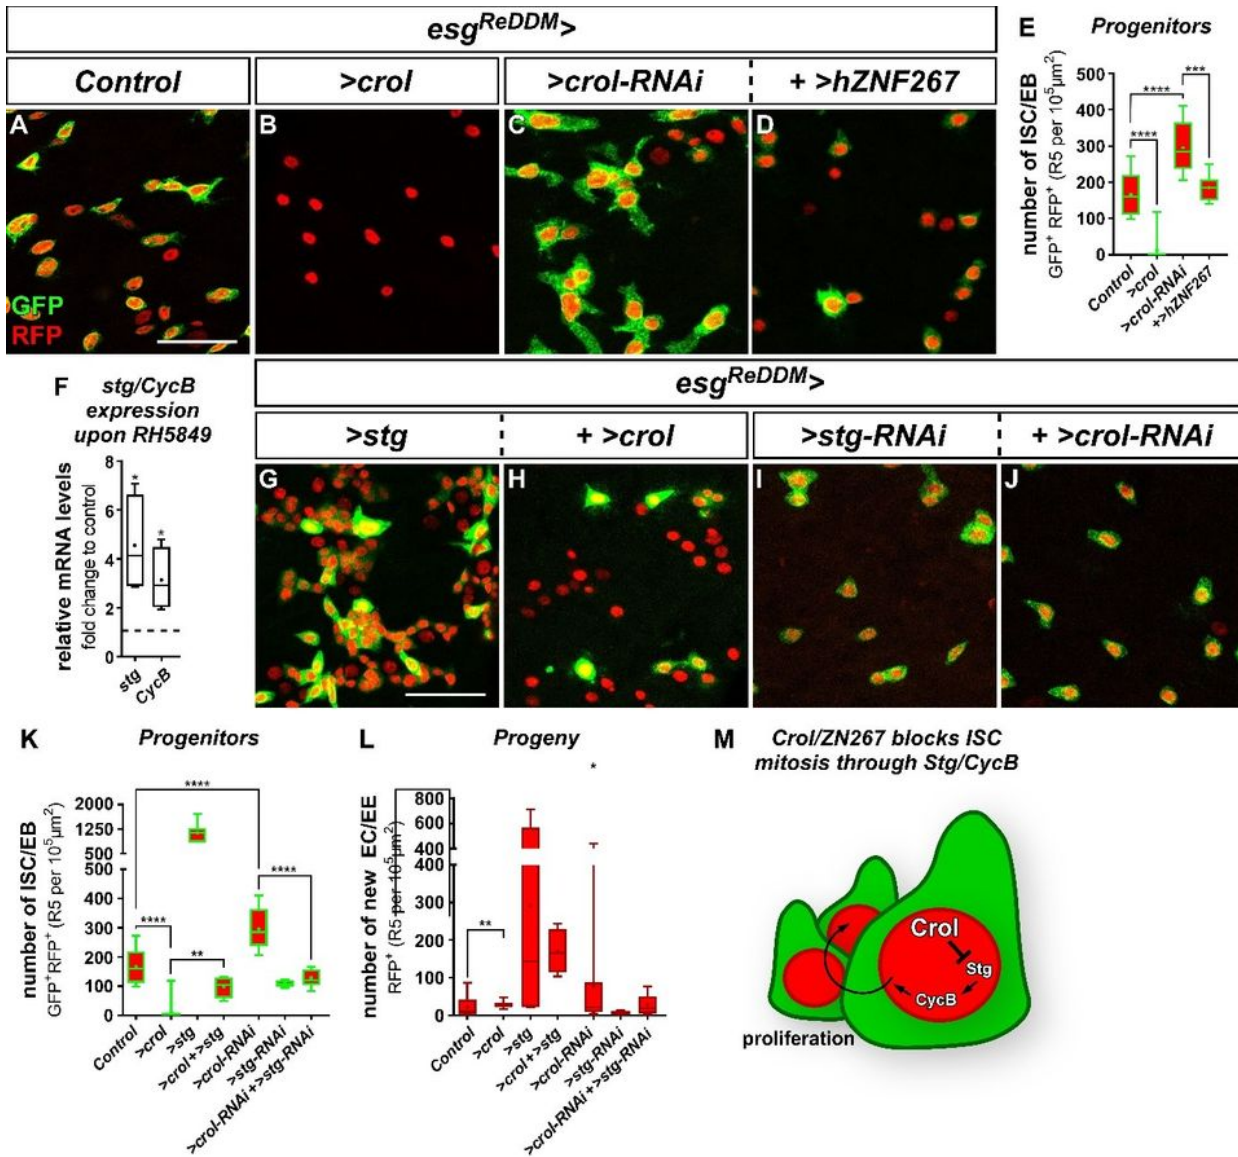 esgReDDM>
Control
>crol
>crol-RNAi
+ >hZNF267
A
B
C
D
GFP
RFP
E Progenitors
number of ISC/EB
GFP+ RFP+ (R5 per 10⁵µm²)
500
400
300
200
100
0
****
****
***
Control
>crol
>crol-RNAi
+>hZNF267
F stg/CycB
expression
upon RH5849
relative mRNA levels
fold change to control
8
6
4
2
0
*
*
stg
CycB
esgReDDM>
>stg
+ >crol
>stg-RNAi
+ >crol-RNAi
G
H
I
J
K Progenitors
number of ISC/EB
GFP+RFP+ (R5 per 10⁵µm²)
2000
1250
500
500
400
300
200
100
0
****
****
****
**
Control
>crol
>stg
>crol+>stg
>crol-RNAi
>stg-RNAi
>crol-RNAi+>stg-RNAi
L Progeny
number of new EC/EE
RFP+ (R5 per 10⁵µm²)
800
600
400
400
300
200
100
0
*
**
Control
>crol
>stg
>crol+>stg
>crol-RNAi
>stg-RNAi
>crol-RNAi+>stg-RNAi
M Crol/ZN267 blocks ISC
mitosis through Stg/CycB
Crol
Stg
CycB
proliferation